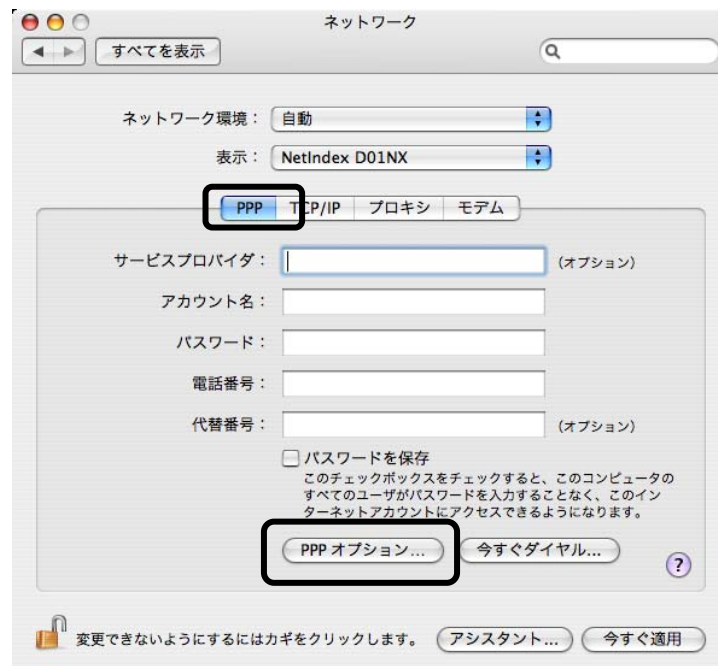 ネットワーク
すべてを表示
ネットワーク環境： 自動
表示： NetIndex D01NX
PPP TCP/IP プロキシ モデム
サービスプロバイダ： (オプション)
アカウント名：
パスワード：
電話番号：
代替番号： (オプション)
パスワードを保存
このチェックボックスをチェックすると、このコンピュータの
すべてのユーザがパスワードを入力することなく、このイン
ターネットアカウントにアクセスできるようになります。
PPP オプション... 今すぐダイヤル... ?
変更できないようにするにはカギをクリックします。 アシスタント... 今すぐ適用